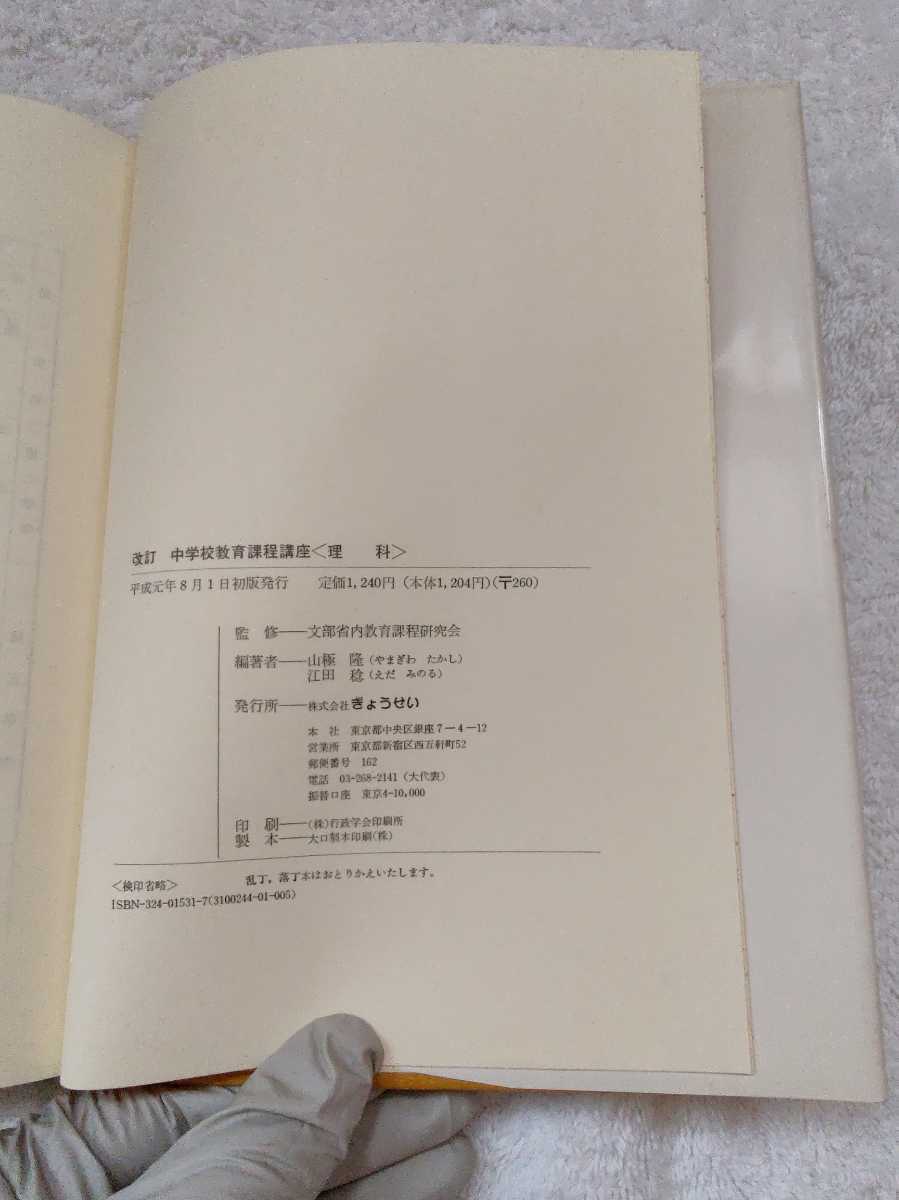 改訂　中学校教育課程講座＜理　　科＞
平成元年8月1日初版発行　　定価1,240円（本体1,204円）（〒260）
監　修――文部省内教育課程研究会
編著者――山極　隆（やまぎわ　たかし）
江田　稔（えだ　みのる）
発行所――株式会社ぎょうせい
本　社　東京都中央区銀座7－4－12
営業所　東京都新宿区西五軒町52
郵便番号　162
電話　03-268-2141（大代表）
振替口座　東京4-10,000
印　刷――（株）行政学会印刷所
製　本――大口製本印刷（株）
＜検印省略＞　　乱丁，落丁本はおとりかえいたします。
ISBN-324-01531-7(3100244-01-005)